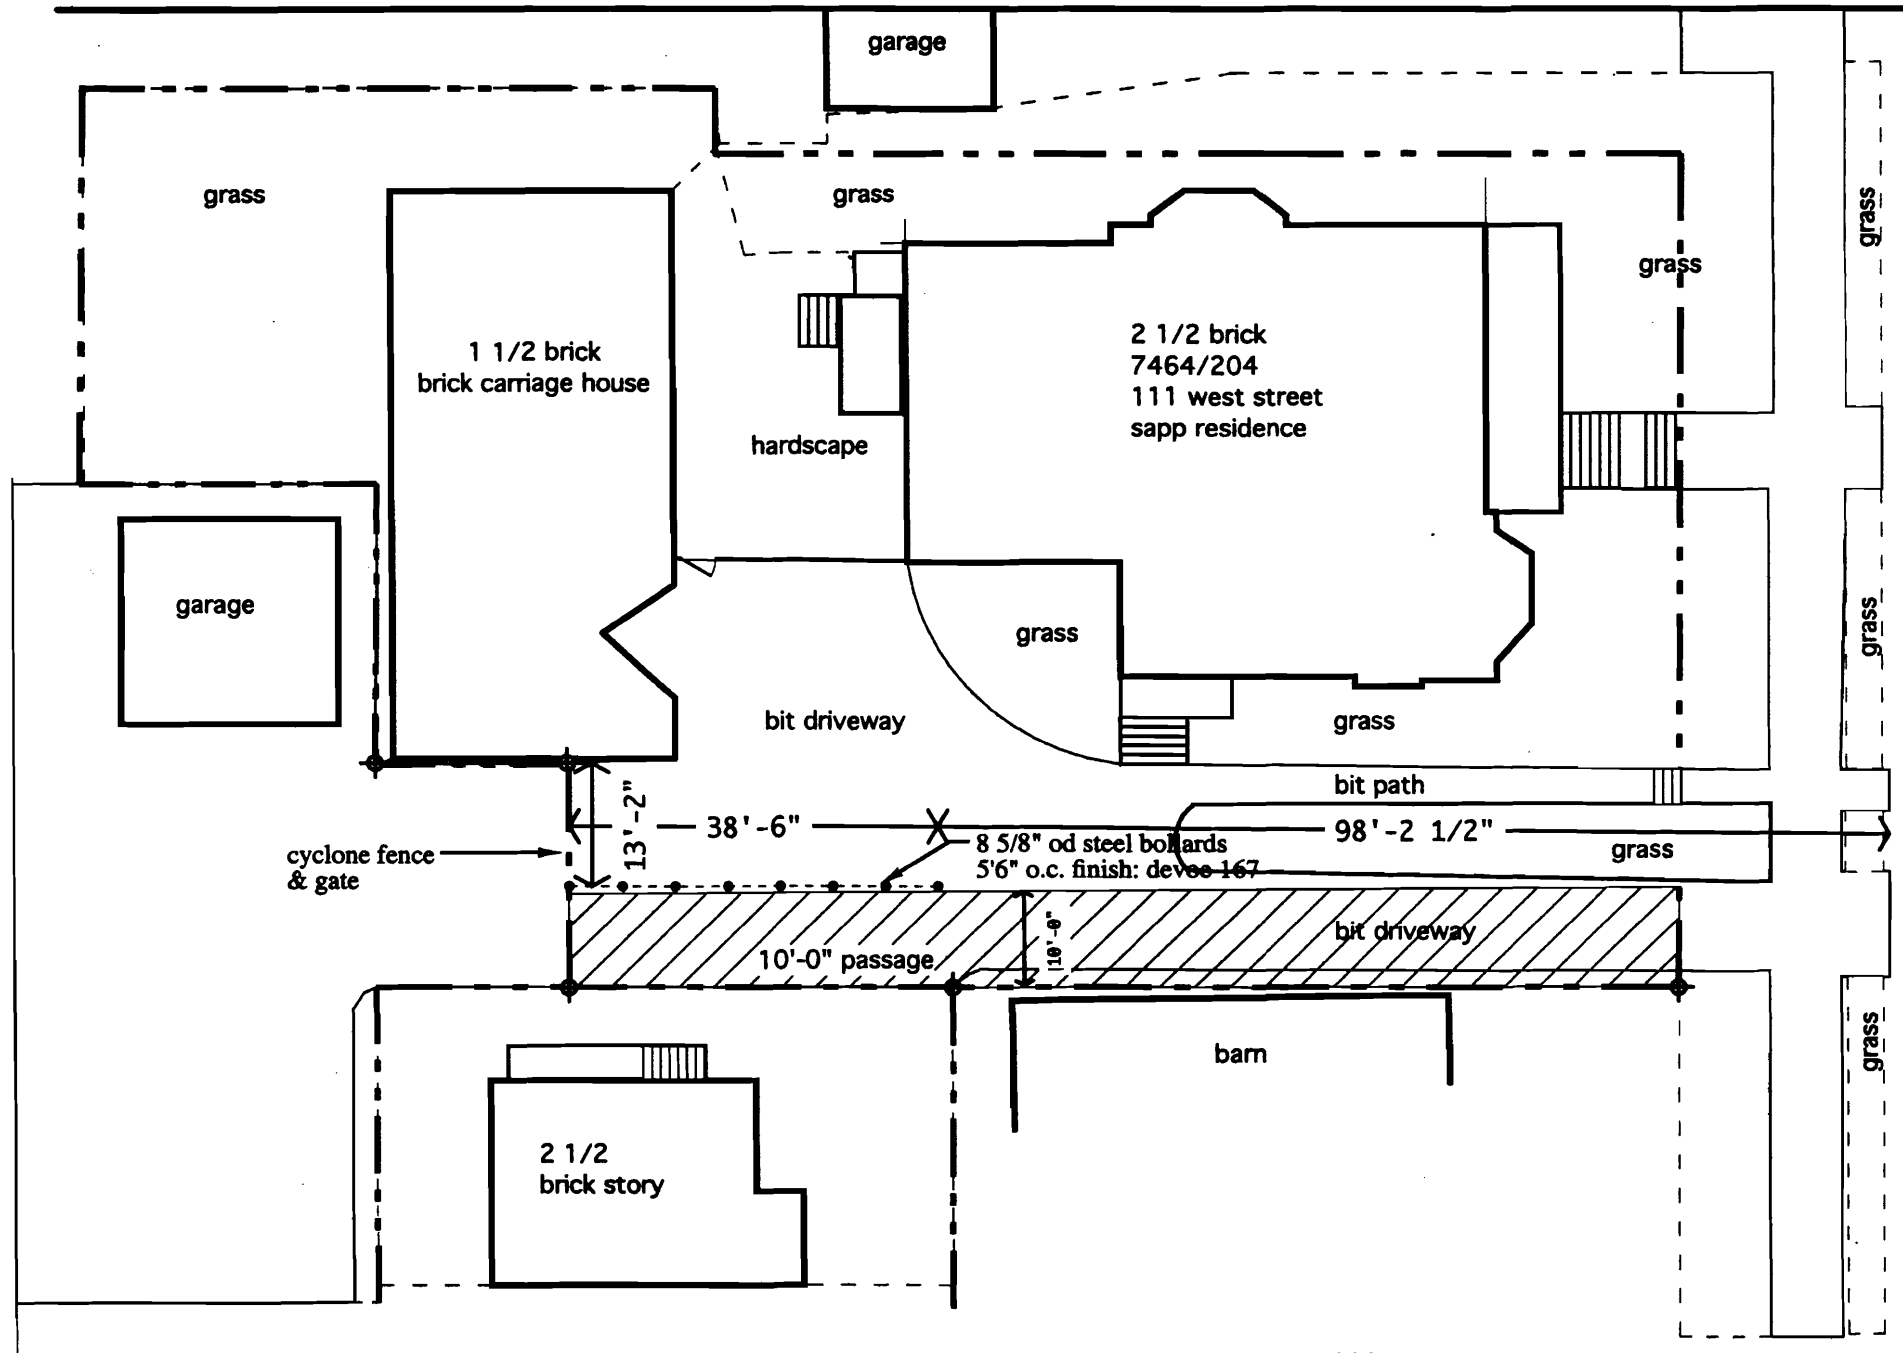 garage
grass
grass
grass
grass
1 1/2 brick
brick carriage house
2 1/2 brick
7464/204
111 west street
sapp residence
hardscape
garage
grass
grass
bit driveway
grass
bit path
13'-2"
38'-6"
98'-2 1/2"
cyclone fence
& gate
8 5/8" od steel bollards
5'6" o.c. finish: devoe 167
grass
10'-0" passage
10'-0"
bit driveway
barn
grass
2 1/2
brick story